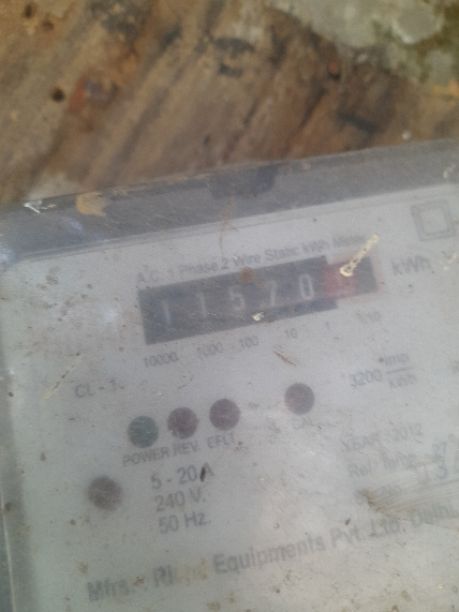 A.C. 1 Phase 2 Wire Static kWh Meter
1 1 5 7 0 kWh
10000 1000 100 10 1 1/10
CL - 1.
3200 imp/kWh
POWER REV. EFLT. CAL
5 - 20 A
240 V.
50 Hz.
YEAR 2012
Mfrs. Equipments Pvt. Ltd. Delhi